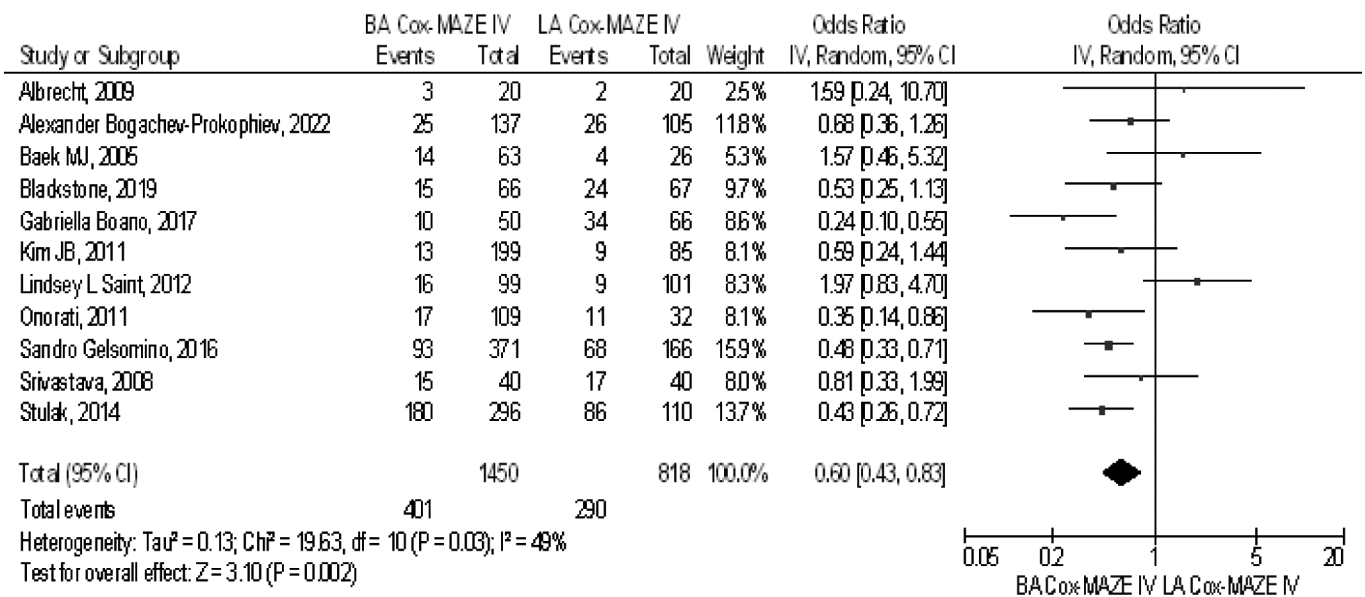 BA Cox-MAZE IV LA Cox-MAZE IV Odds Ratio Odds Ratio
Study or Subgroup Events Total Events Total Weight IV, Random, 95% CI IV, Random, 95% CI
Albrecht, 2009 3 20 2 20 2.5% 1.59 [0.24, 10.70]
Alexander Bogachev-Prokophiev, 2022 25 137 26 105 11.8% 0.68 [0.36, 1.26]
Baek MJ, 2005 14 63 4 26 5.3% 1.57 [0.46, 5.32]
Blackstone, 2019 15 66 24 67 9.7% 0.53 [0.25, 1.13]
Gabriella Boano, 2017 10 50 34 66 8.6% 0.24 [0.10, 0.55]
Kim JB, 2011 13 199 9 85 8.1% 0.59 [0.24, 1.44]
Lindsey L Saint, 2012 16 99 9 101 8.3% 1.97 [0.83, 4.70]
Onorati, 2011 17 109 11 32 8.1% 0.35 [0.14, 0.86]
Sandro Gelsomino, 2016 93 371 68 166 15.9% 0.48 [0.33, 0.71]
Srivastava, 2008 15 40 17 40 8.0% 0.81 [0.33, 1.99]
Stulak, 2014 180 296 86 110 13.7% 0.43 [0.26, 0.72]
Total (95% CI) 1450 818 100.0% 0.60 [0.43, 0.83]
Total events 401 290
Heterogeneity: Tau² = 0.13; Chi² = 19.63, df = 10 (P = 0.03); I² = 49%
Test for overall effect: Z = 3.10 (P = 0.002)
0.05 0.2 1 5 20
BA Cox-MAZE IV LA Cox-MAZE IV